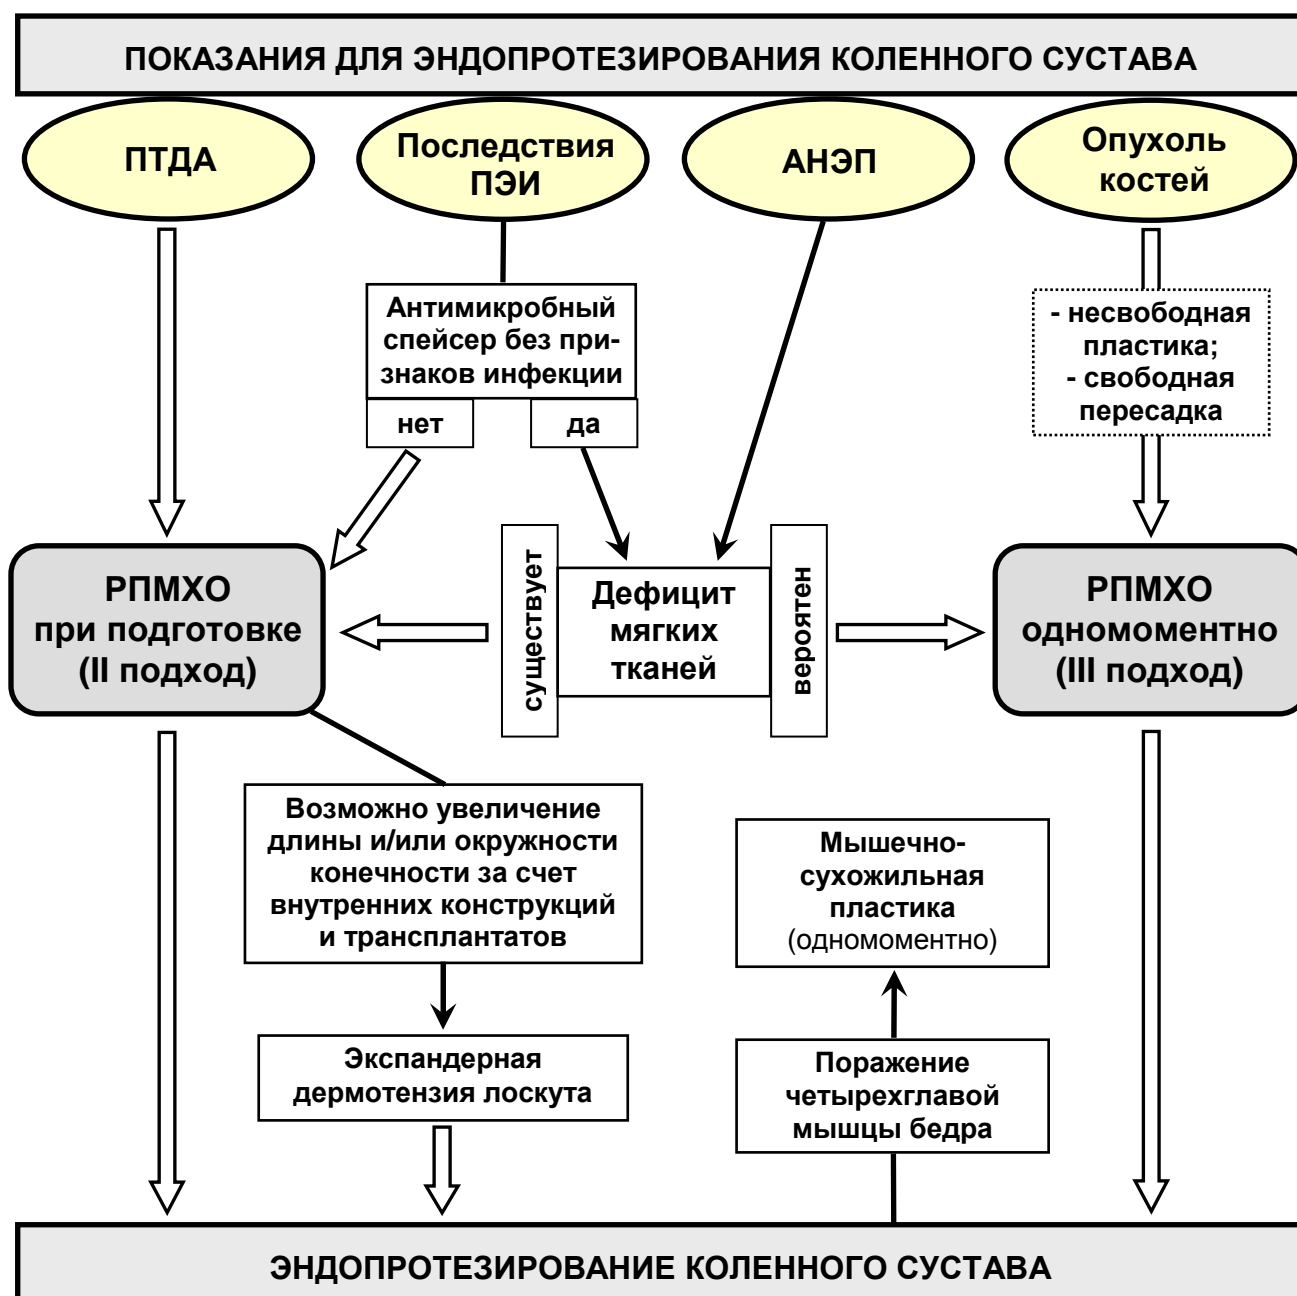 ПОКАЗАНИЯ ДЛЯ ЭНДОПРОТЕЗИРОВАНИЯ КОЛЕННОГО СУСТАВА
ПТДА
Последствия
ПЭИ
АНЭП
Опухоль
костей
Антимикробный
спейсер без при-
знаков инфекции
нет
да
- несвободная
пластика;
- свободная
пересадка
РПМХО
при подготовке
(II подход)
существует
Дефицит
мягких
тканей
вероятен
РПМХО
одномоментно
(III подход)
Возможно увеличение
длины и/или окружности
конечности за счет
внутренних конструкций
и трансплантатов
Мышечно-
сухожильная
пластика
(одномоментно)
Экспандерная
дермотензия лоскута
Поражение
четырехглавой
мышцы бедра
ЭНДОПРОТЕЗИРОВАНИЕ КОЛЕННОГО СУСТАВА